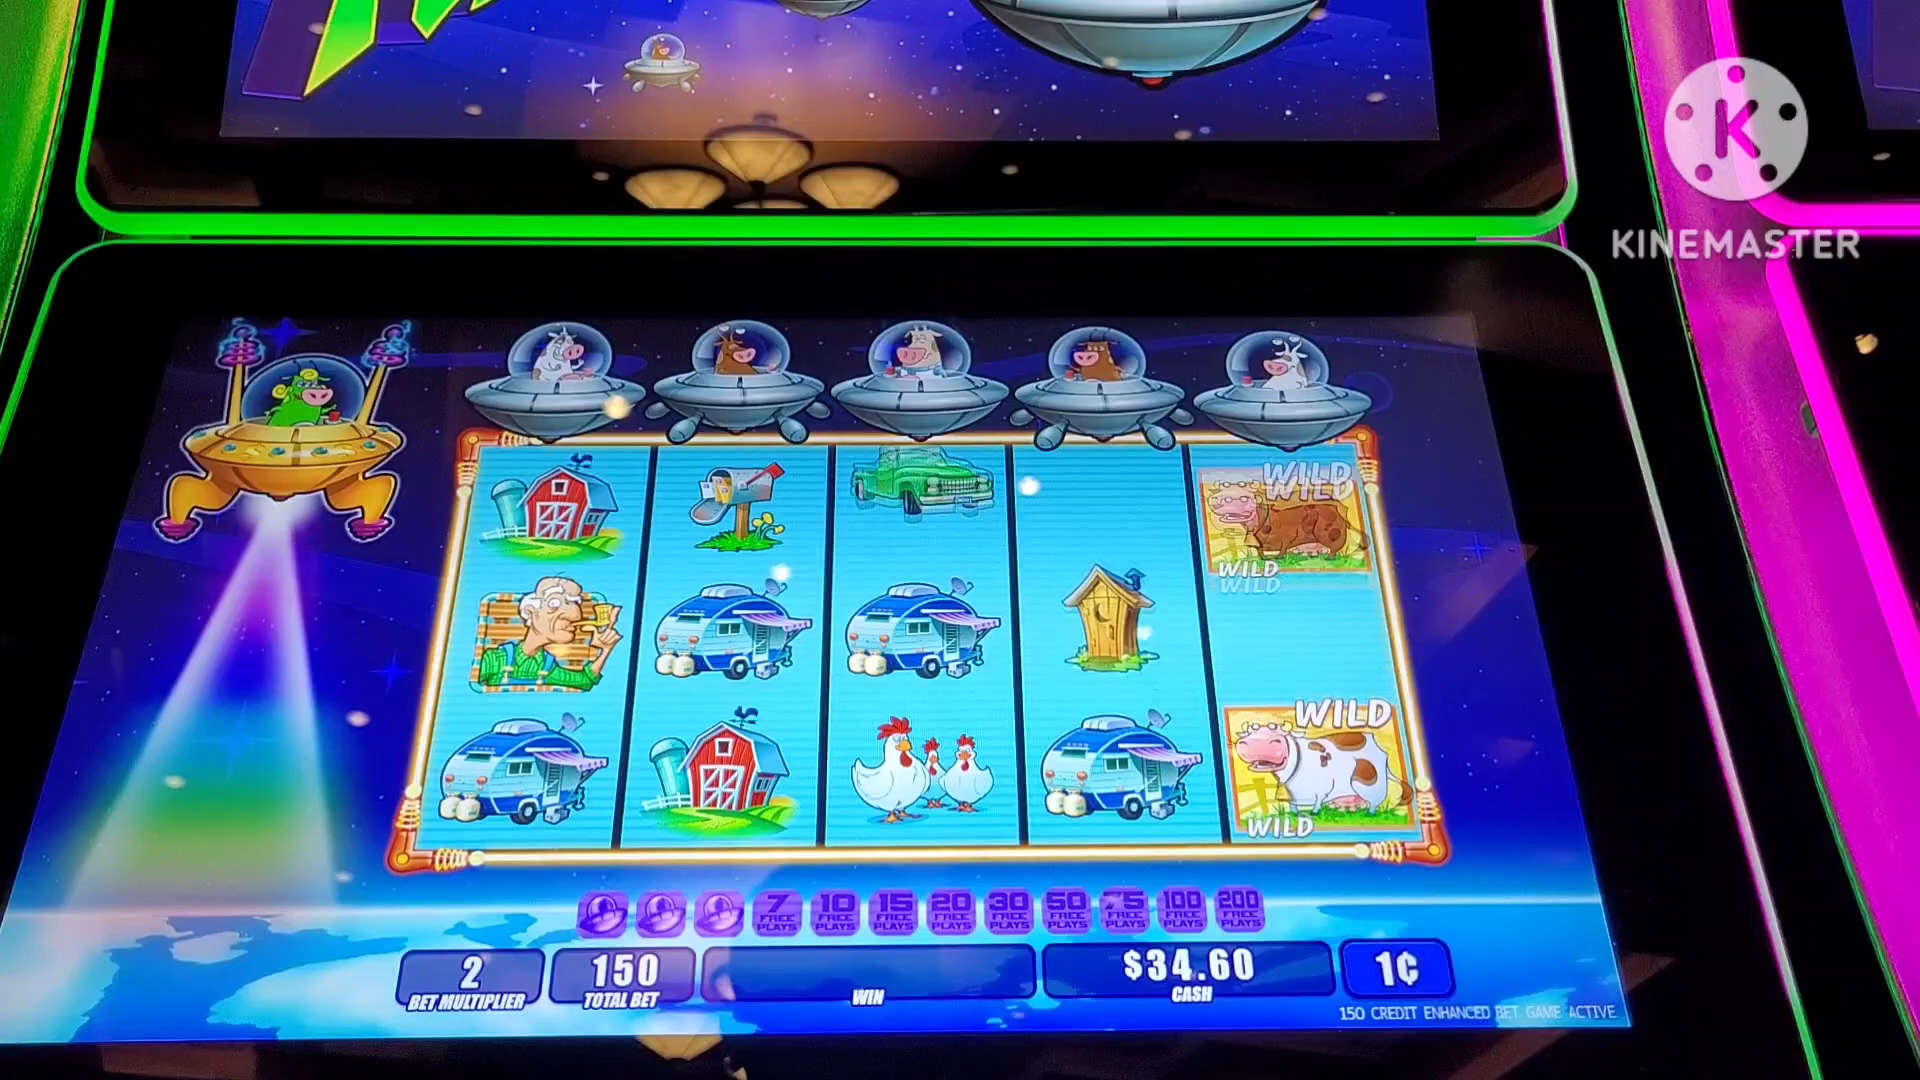 K
KINEMASTER
WILD
WILD
WILD
WILD
WILD
WILD
7 FREE PLAYS
10 FREE PLAYS
15 FREE PLAYS
20 FREE PLAYS
30 FREE PLAYS
50 FREE PLAYS
75 FREE PLAYS
100 FREE PLAYS
200 FREE PLAYS
2
BET MULTIPLIER
150
TOTAL BET
WIN
$34.60
CASH
1¢
150 CREDIT ENHANCED BET GAME ACTIVE